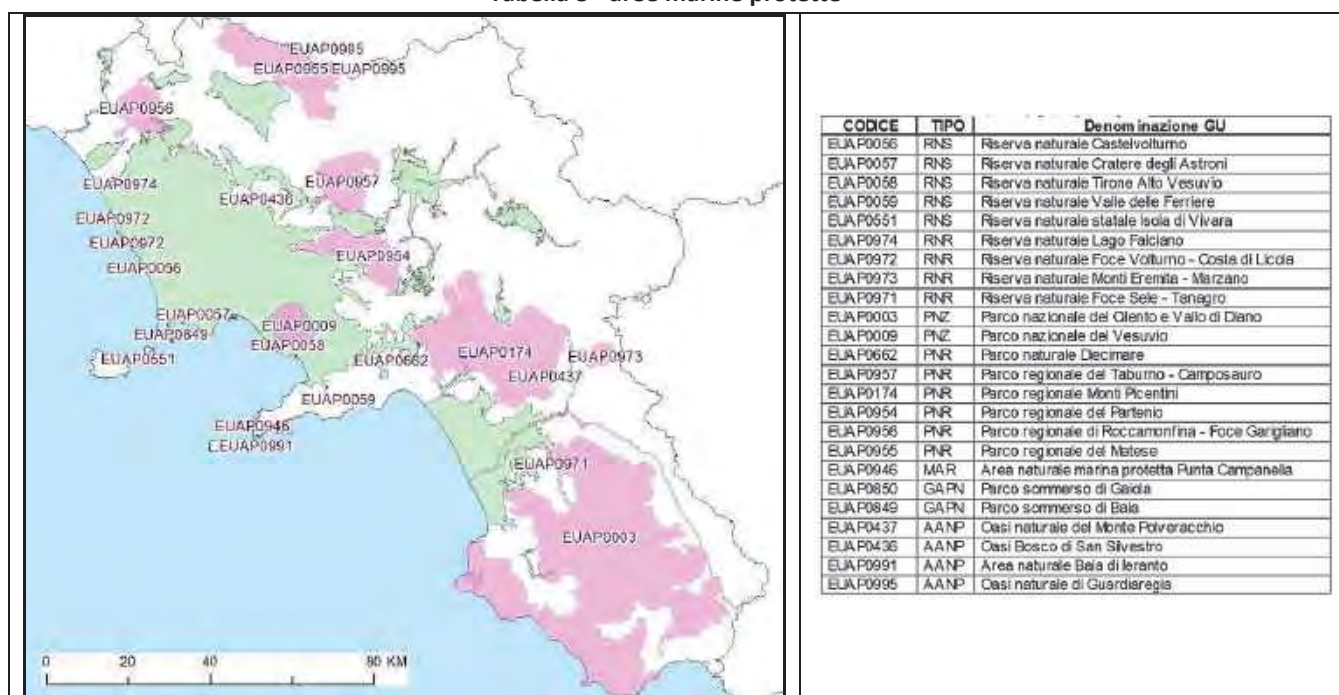 Tabella - aree marine protette
EUAP0985
EUAP0955 EUAP0995
EUAP0956
EUAP0974
EUAP0436
EUAP0957
EUAP0972
EUAP0972
EUAP0954
EUAP0056
EUAP0057
EUAP0849
EUAP0009
EUAP0058
EUAP0551
EUAP0662
EUAP0174
EUAP0973
EUAP0437
EUAP0059
EUAP0946
EUAP0991
EUAP0971
EUAP0003
0 20 40 80 KM
CODICE TIPO Denominazione GU
EUAP0056 RNS Riserva naturale Castelvolturno
EUAP0057 RNS Riserva naturale Cratere degli Astroni
EUAP0058 RNS Riserva naturale Tirone Alto Vesuvio
EUAP0059 RNS Riserva naturale Valle delle Ferriere
EUAP0551 RNS Riserva naturale statale Isola di Vivara
EUAP0974 RNR Riserva naturale Lago Falciano
EUAP0972 RNR Riserva naturale Foce Volturno - Costa di Licola
EUAP0973 RNR Riserva naturale Monti Eremita - Marzano
EUAP0971 RNR Riserva naturale Foce Sele - Tanagro
EUAP0003 PNZ Parco nazionale del Cilento e Vallo di Diano
EUAP0009 PNZ Parco nazionale del Vesuvio
EUAP0662 PNR Parco naturale Diecimare
EUAP0957 PNR Parco regionale del Taburno - Camposauro
EUAP0174 PNR Parco regionale Monti Picentini
EUAP0954 PNR Parco regionale del Partenio
EUAP0956 PNR Parco regionale di Roccamonfina - Foce Garigliano
EUAP0955 PNR Parco regionale del Matese
EUAP0946 MAR Area naturale marina protetta Punta Campanella
EUAP0850 GAPN Parco sommerso di Gaiola
EUAP0849 GAPN Parco sommerso di Baia
EUAP0437 AANP Oasi naturale del Monte Polveracchio
EUAP0436 AANP Oasi Bosco di San Silvestro
EUAP0991 AANP Area naturale Baia di Ieranto
EUAP0995 AANP Oasi naturale di Guardiaregia